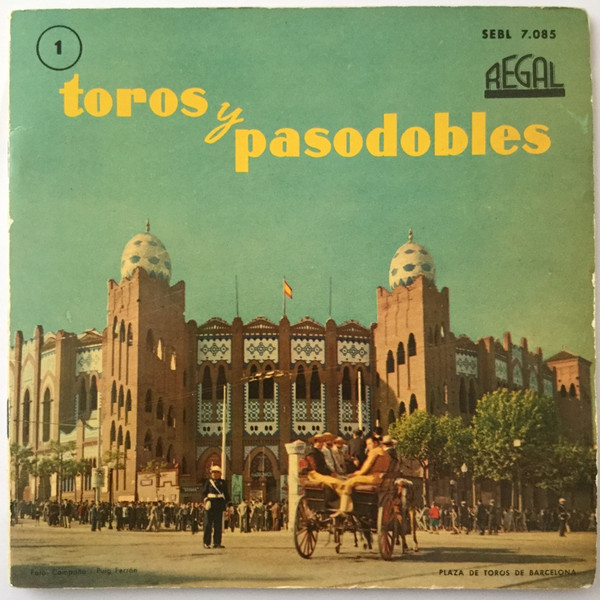 1
SEBL 7.085
REGAL
toros y
pasodobles
PLAZA DE TOROS DE BARCELONA